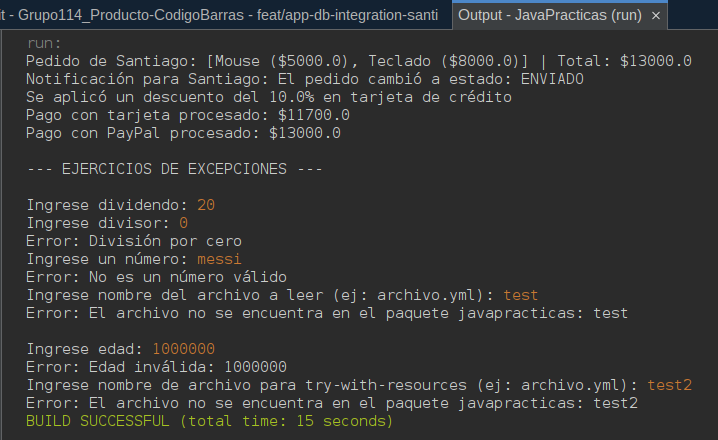 it - Grupo114_Producto-CodigoBarras - feat/app-db-integration-santi
Output - JavaPracticas (run) ×
run:
Pedido de Santiago: [Mouse ($5000.0), Teclado ($8000.0)] | Total: $13000.0
Notificación para Santiago: El pedido cambió a estado: ENVIADO
Se aplicó un descuento del 10.0% en tarjeta de crédito
Pago con tarjeta procesado: $11700.0
Pago con PayPal procesado: $13000.0
--- EJERCICIOS DE EXCEPCIONES ---
Ingrese dividendo: 20
Ingrese divisor: 0
Error: División por cero
Ingrese un número: messi
Error: No es un número válido
Ingrese nombre del archivo a leer (ej: archivo.yml): test
Error: El archivo no se encuentra en el paquete javapracticas: test
Ingrese edad: 1000000
Error: Edad inválida: 1000000
Ingrese nombre de archivo para try-with-resources (ej: archivo.yml): test2
Error: El archivo no se encuentra en el paquete javapracticas: test2
BUILD SUCCESSFUL (total time: 15 seconds)